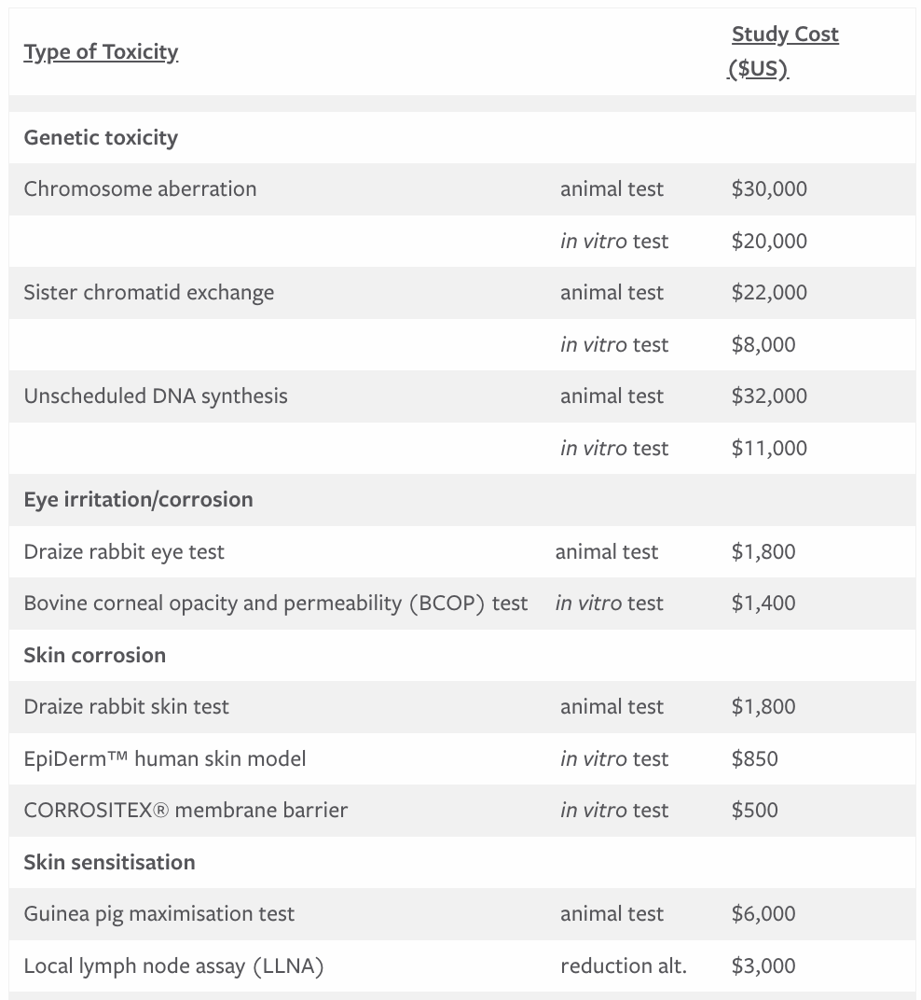 Type of Toxicity Study Cost
($US)
Genetic toxicity
Chromosome aberration animal test $30,000
in vitro test $20,000
Sister chromatid exchange animal test $22,000
in vitro test $8,000
Unscheduled DNA synthesis animal test $32,000
in vitro test $11,000
Eye irritation/corrosion
Draize rabbit eye test animal test $1,800
Bovine corneal opacity and permeability (BCOP) test in vitro test $1,400
Skin corrosion
Draize rabbit skin test animal test $1,800
EpiDerm™ human skin model in vitro test $850
CORROSITEX® membrane barrier in vitro test $500
Skin sensitisation
Guinea pig maximisation test animal test $6,000
Local lymph node assay (LLNA) reduction alt. $3,000